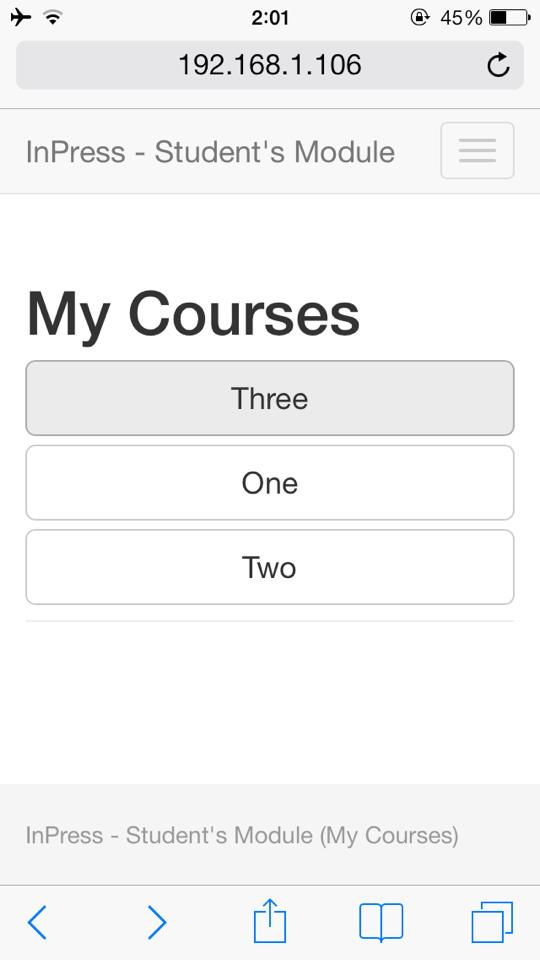 2:01
45%
192.168.1.106
InPress - Student's Module
My Courses
Three
One
Two
InPress - Student's Module (My Courses)